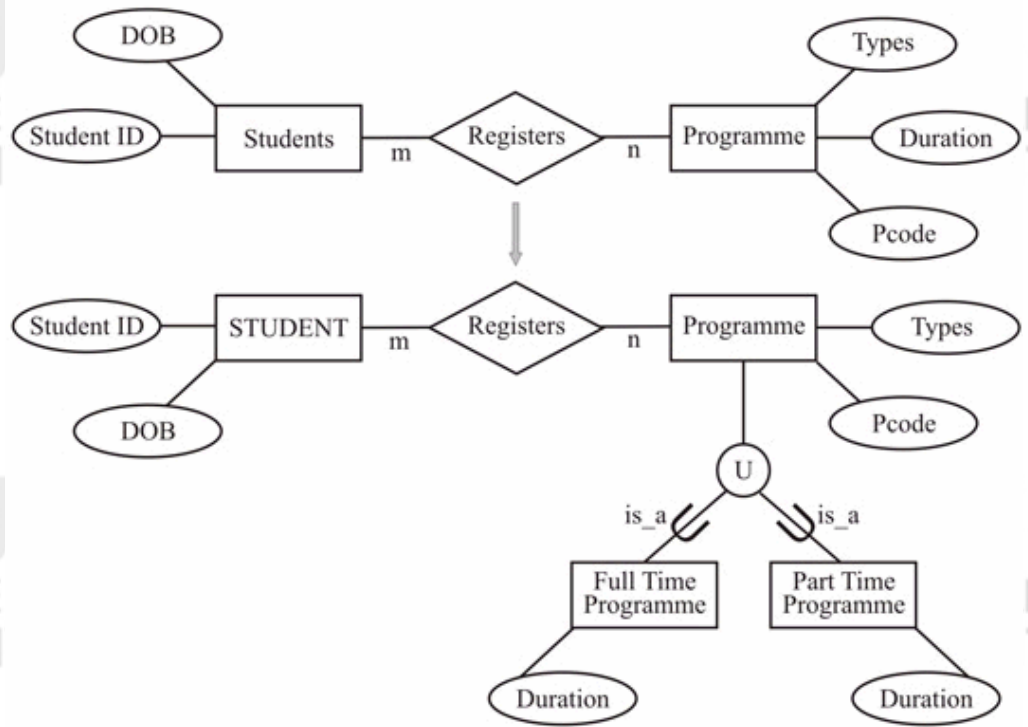 DOB
Types
Student ID
Students
m
Registers
n
Programme
Duration
Pcode
Student ID
STUDENT
m
Registers
n
Programme
Types
DOB
Pcode
U
is_a
is_a
Full Time
Programme
Part Time
Programme
Duration
Duration